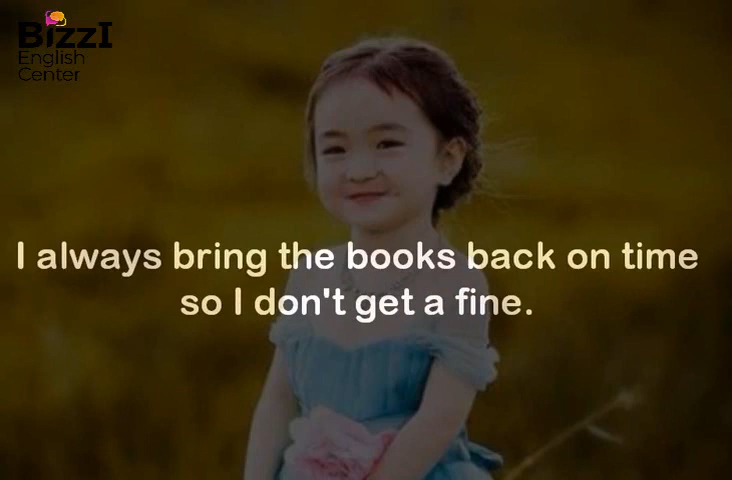 BizzI
English
Center
I always bring the books back on time
so I don't get a fine.